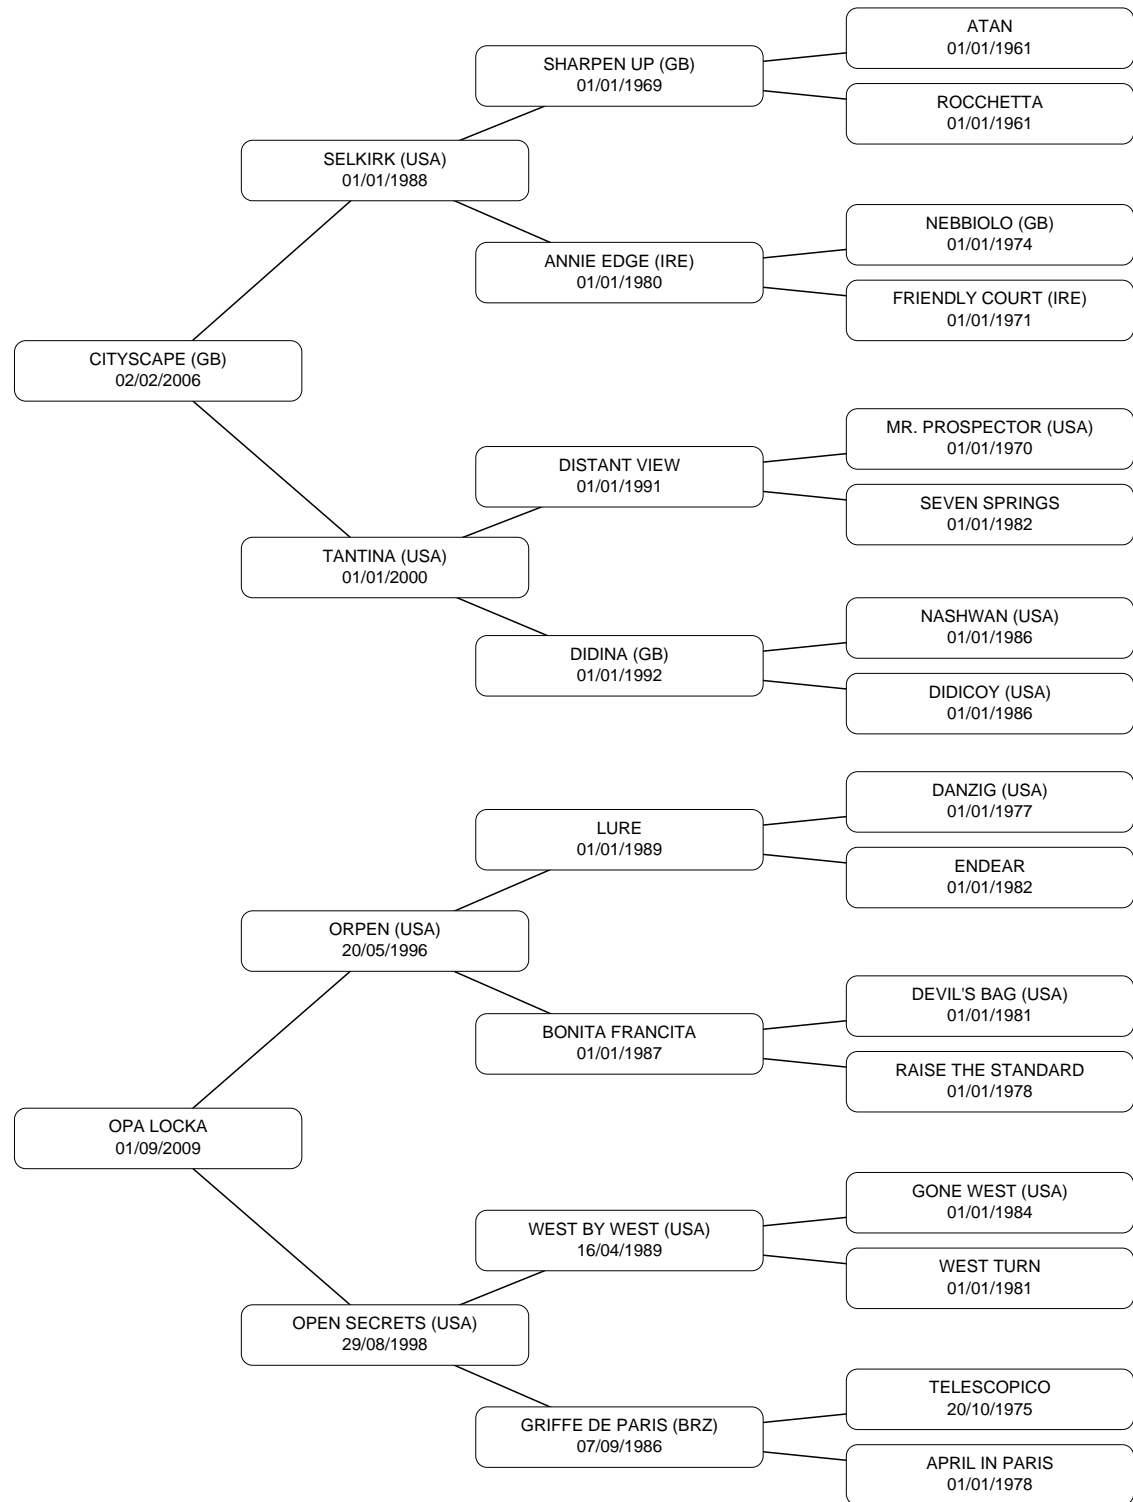 ATAN
01/01/1961
SHARPEN UP (GB)
01/01/1969
ROCCHETTA
01/01/1961
SELKIRK (USA)
01/01/1988
NEBBIOLO (GB)
01/01/1974
ANNIE EDGE (IRE)
01/01/1980
FRIENDLY COURT (IRE)
01/01/1971
CITYSCAPE (GB)
02/02/2006
MR. PROSPECTOR (USA)
01/01/1970
DISTANT VIEW
01/01/1991
SEVEN SPRINGS
01/01/1982
TANTINA (USA)
01/01/2000
NASHWAN (USA)
01/01/1986
DIDINA (GB)
01/01/1992
DIDICOY (USA)
01/01/1986
DANZIG (USA)
01/01/1977
LURE
01/01/1989
ENDEAR
01/01/1982
ORPEN (USA)
20/05/1996
DEVIL'S BAG (USA)
01/01/1981
BONITA FRANCITA
01/01/1987
RAISE THE STANDARD
01/01/1978
OPA LOCKA
01/09/2009
GONE WEST (USA)
01/01/1984
WEST BY WEST (USA)
16/04/1989
WEST TURN
01/01/1981
OPEN SECRETS (USA)
29/08/1998
TELESCOPICO
20/10/1975
GRIFFE DE PARIS (BRZ)
07/09/1986
APRIL IN PARIS
01/01/1978